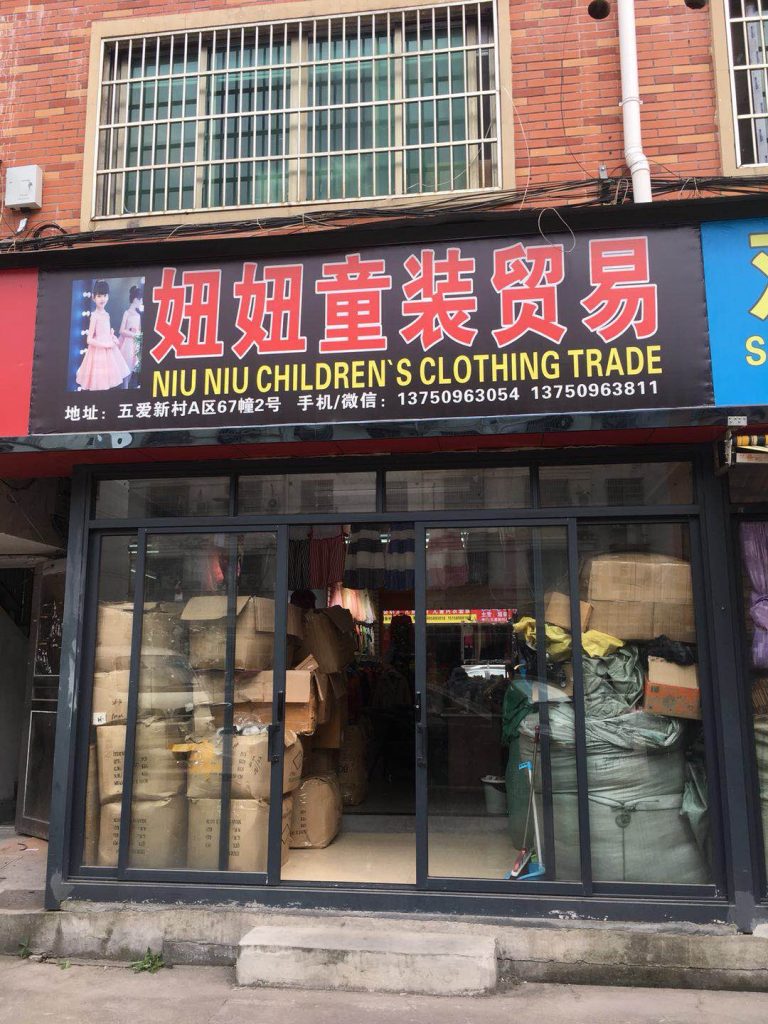 妞妞童装贸易
NIU NIU CHILDREN`S CLOTHING TRADE
地址：五爱新村A区67幢2号 手机/微信：13750963054 13750963811
S